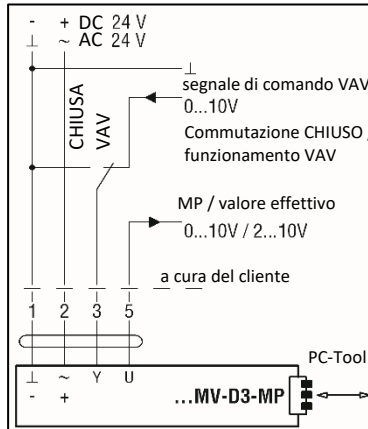 - + DC 24 V
⊥ ~ AC 24 V
⊥
segnale di comando VAV
0...10V
CHIUSA
VAV
Commutazione CHIUSO /
funzionamento VAV
MP / valore effettivo
0...10V / 2...10V
a cura del cliente
1 2 3 5
PC-Tool
⊥ ~ Y U
- +
...MV-D3-MP